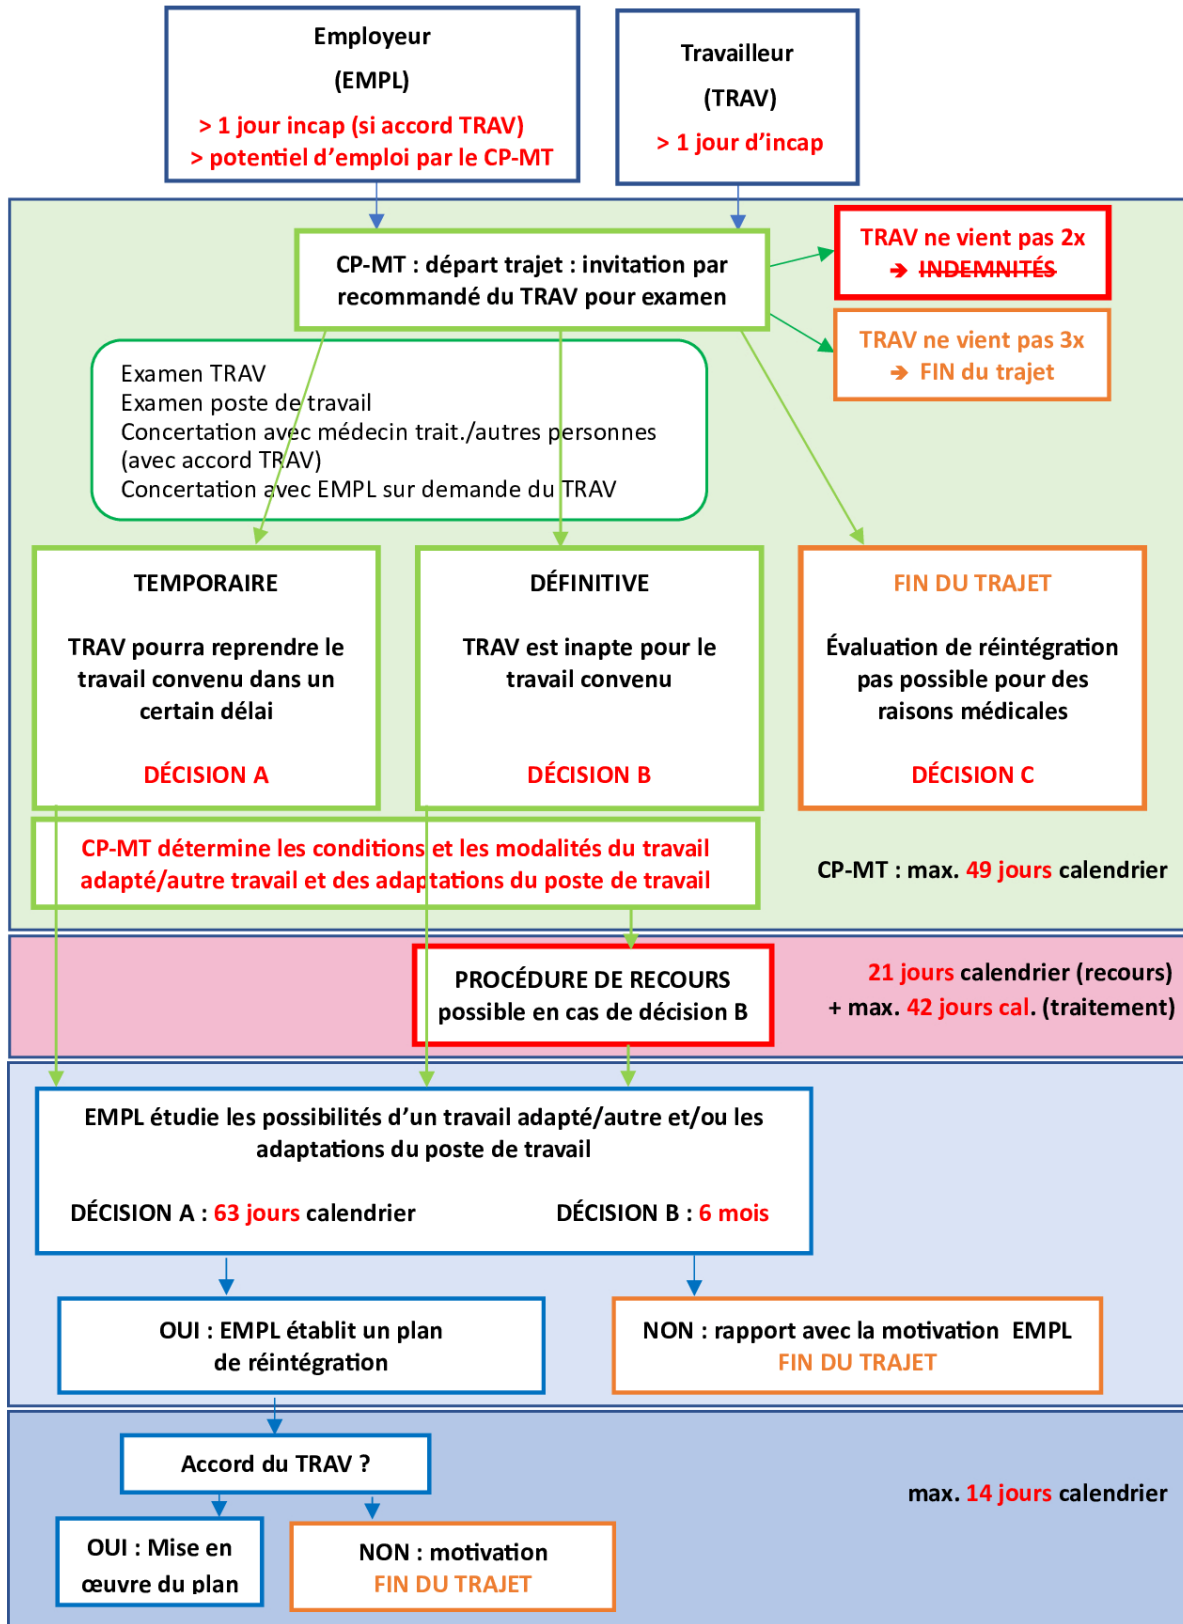 Employeur
(EMPL)
> 1 jour incap (si accord TRAV)
> potentiel d’emploi par le CP-MT
Travailleur
(TRAV)
> 1 jour d’incap
CP-MT : départ trajet : invitation par
recommandé du TRAV pour examen
TRAV ne vient pas 2x
➔ INDEMNITÉS
TRAV ne vient pas 3x
➔ FIN du trajet
Examen TRAV
Examen poste de travail
Concertation avec médecin trait./autres personnes
(avec accord TRAV)
Concertation avec EMPL sur demande du TRAV
TEMPORAIRE
TRAV pourra reprendre le
travail convenu dans un
certain délai
DÉCISION A
DÉFINITIVE
TRAV est inapte pour le
travail convenu
DÉCISION B
FIN DU TRAJET
Évaluation de réintégration
pas possible pour des
raisons médicales
DÉCISION C
CP-MT détermine les conditions et les modalités du travail
adapté/autre travail et des adaptations du poste de travail
CP-MT : max. 49 jours calendrier
PROCÉDURE DE RECOURS
possible en cas de décision B
21 jours calendrier (recours)
+ max. 42 jours cal. (traitement)
EMPL étudie les possibilités d’un travail adapté/autre et/ou les
adaptations du poste de travail
DÉCISION A : 63 jours calendrier
DÉCISION B : 6 mois
OUI : EMPL établit un plan
de réintégration
NON : rapport avec la motivation EMPL
FIN DU TRAJET
Accord du TRAV ?
max. 14 jours calendrier
OUI : Mise en
œuvre du plan
NON : motivation
FIN DU TRAJET